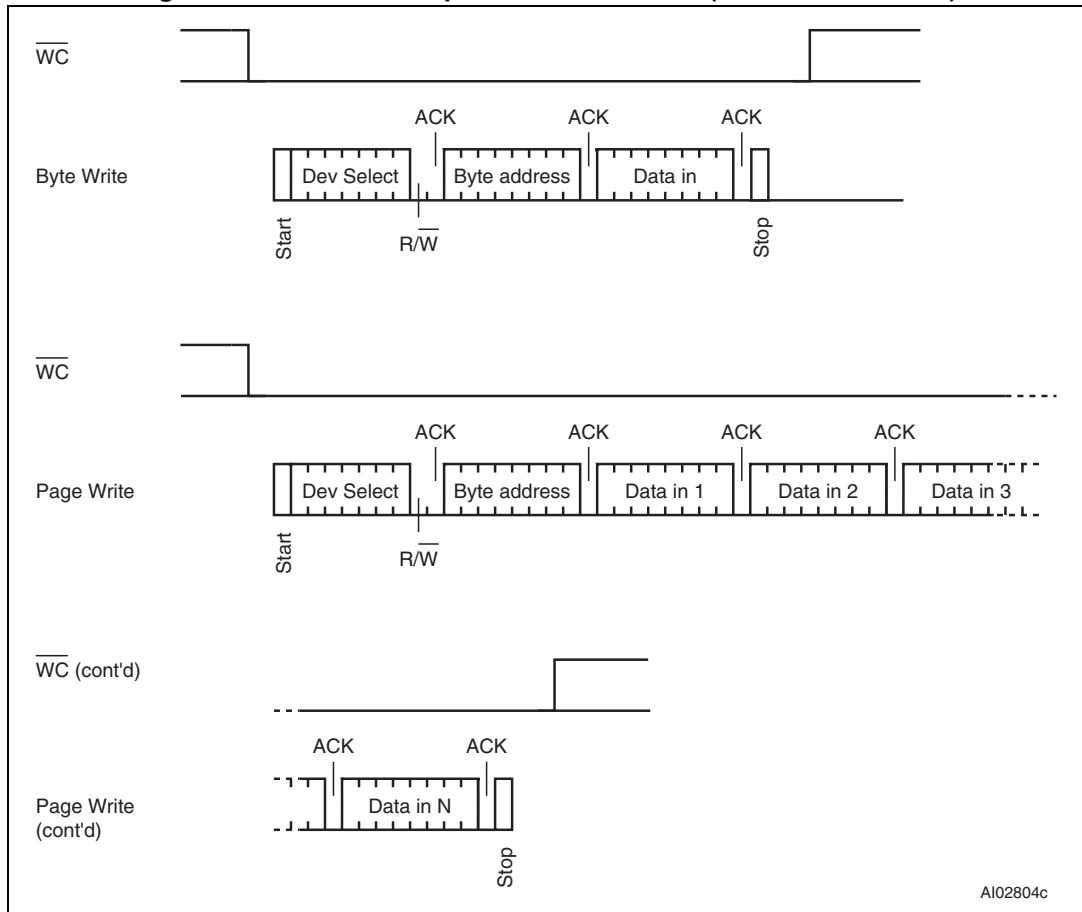 WC
ACK ACK ACK
Byte Write Dev Select Byte address Data in
Start R/W Stop
WC
ACK ACK ACK ACK
Page Write Dev Select Byte address Data in 1 Data in 2 Data in 3
Start R/W
WC (cont'd)
ACK ACK
Page Write
(cont'd)
Data in N
Stop
AI02804c